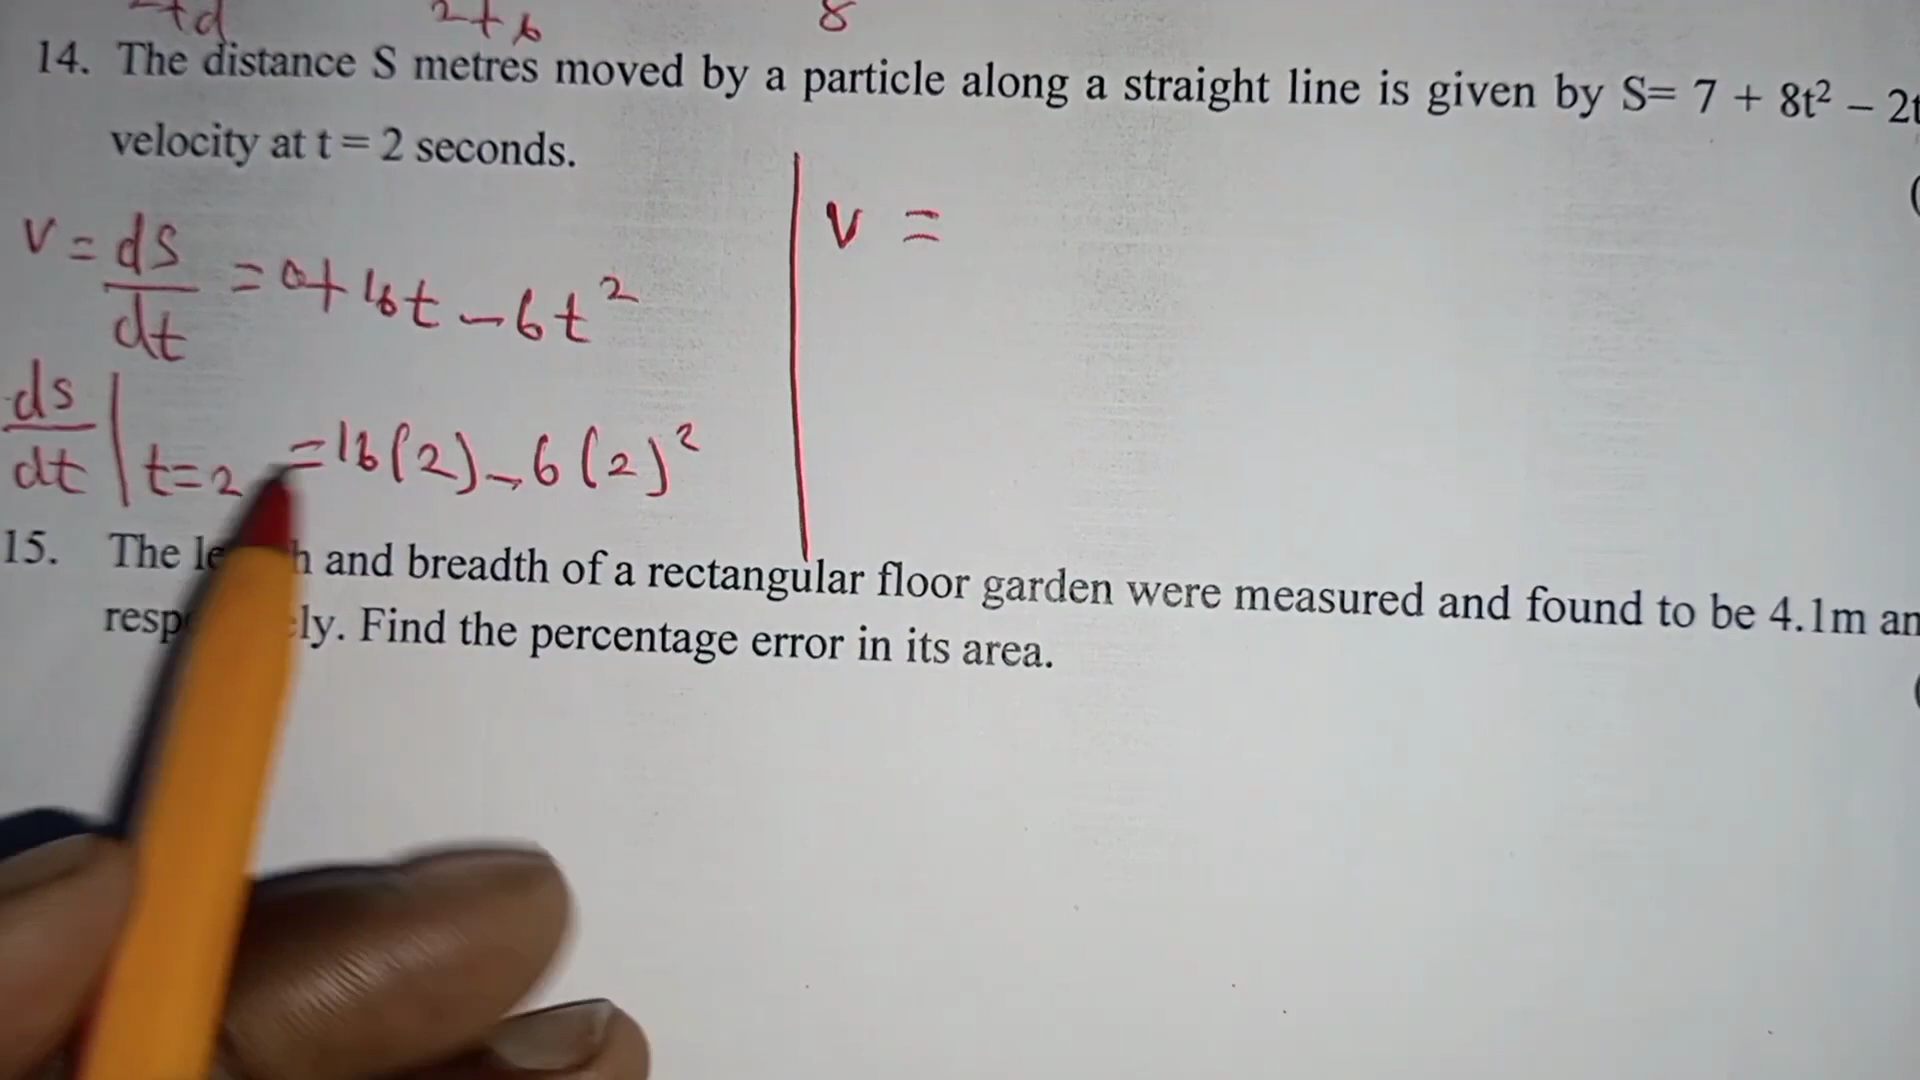 2+6 8
14. The distance S metres moved by a particle along a straight line is given by S= 7 + 8t² – 2t
velocity at t = 2 seconds.
v = ds/dt = 0+16t - 6t²
v =
ds/dt | t=2 = 16(2) - 6(2)²
15. The and breadth of a rectangular floor garden were measured and found to be 4.1m an
Find the percentage error in its area.